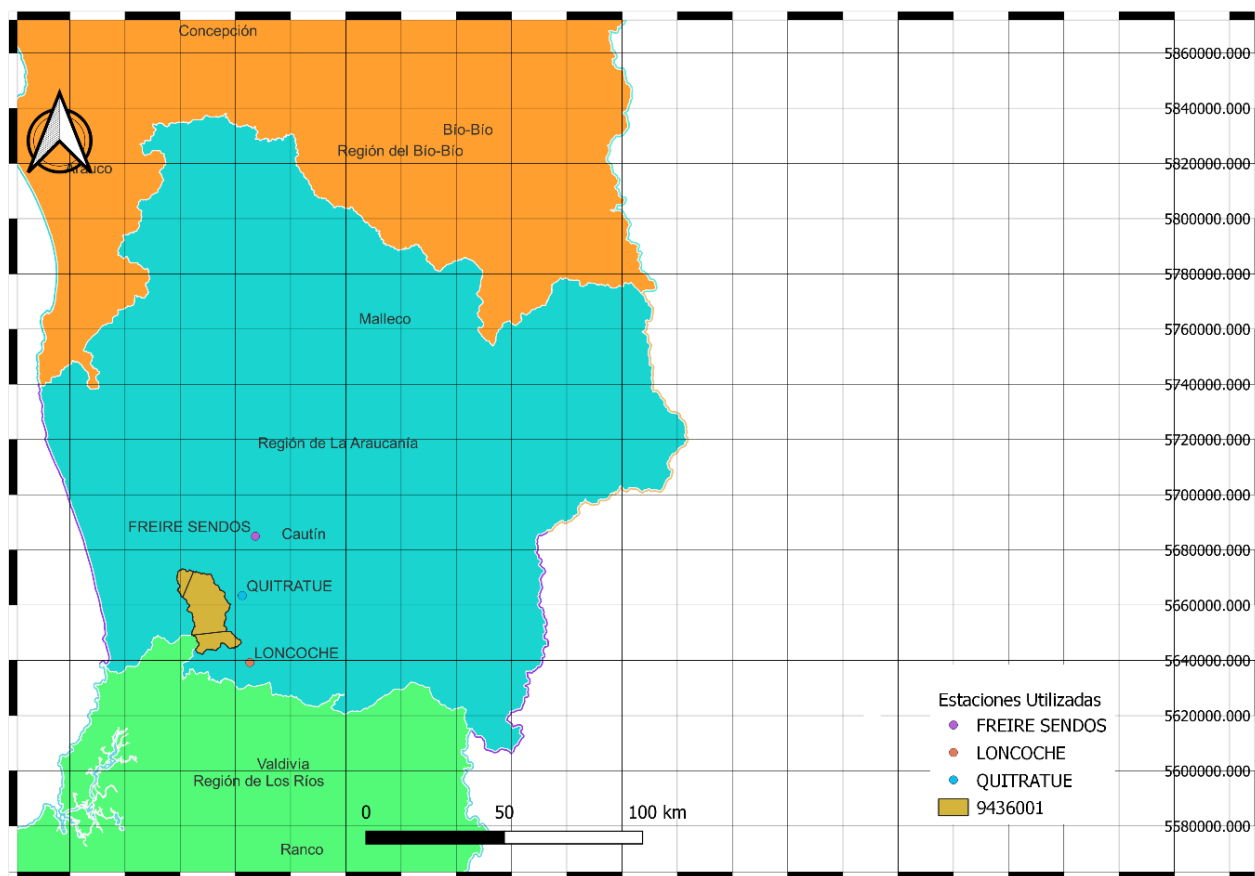 Concepción
5860000.000
5840000.000
Bío-Bío
Región del Bío-Bío
Arauco
5820000.000
5800000.000
5780000.000
Malleco
5760000.000
5740000.000
Región de La Araucanía
5720000.000
5700000.000
FREIRE SENDOS
Cautín
5680000.000
QUITRATUE
5660000.000
LONCOCHE
5640000.000
Estaciones Utilizadas
FREIRE SENDOS
LONCOCHE
QUITRATUE
9436001
5620000.000
5600000.000
5580000.000
Valdivia
Región de Los Ríos
0 50 100 km
Ranco